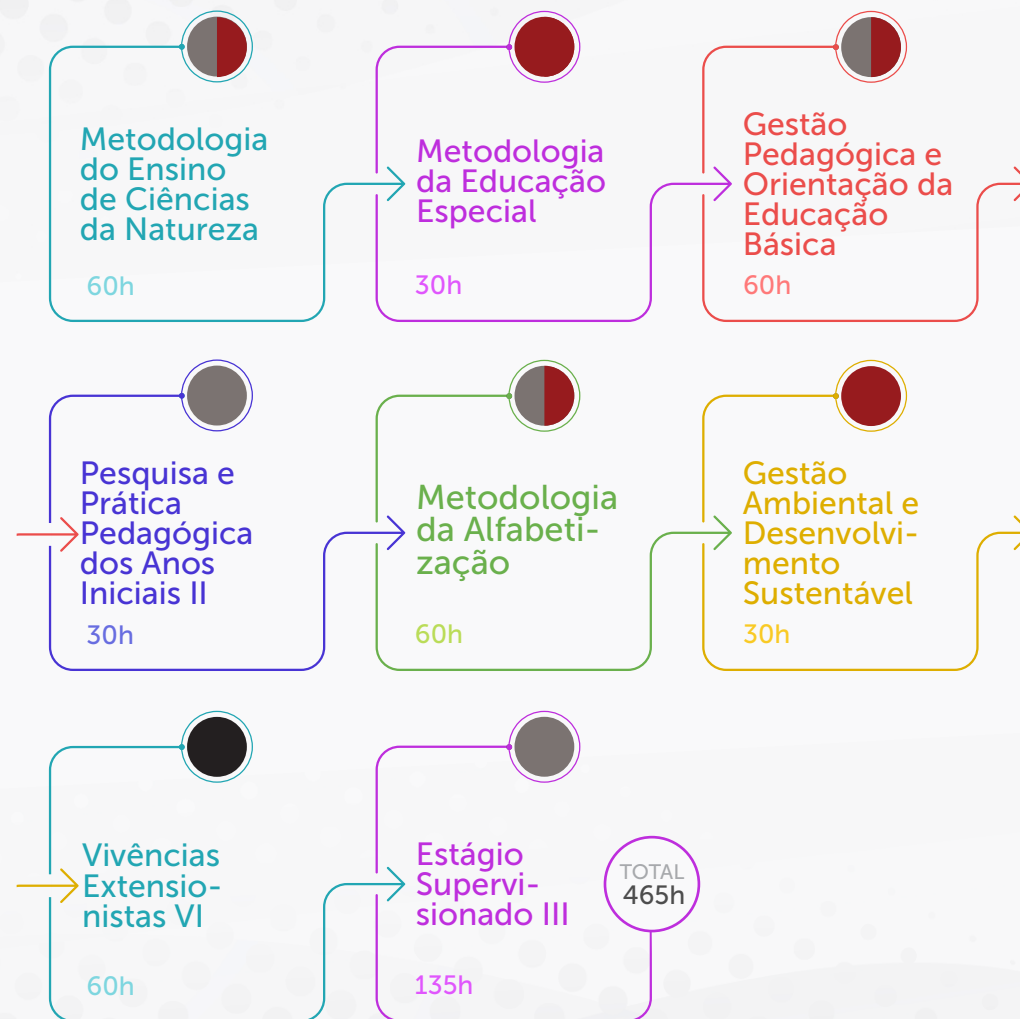 Metodologia
do Ensino
de Ciências
da Natureza
60h
Metodologia
da Educação
Especial
30h
Gestão
Pedagógica e
Orientação da
Educação
Básica
60h
Pesquisa e
Prática
Pedagógica
dos Anos
Iniciais II
30h
Metodologia
da Alfabeti-
zação
60h
Gestão
Ambiental e
Desenvolvi-
mento
Sustentável
30h
Vivências
Extensio-
nistas VI
60h
Estágio
Supervi-
sionado III
135h
TOTAL
465h